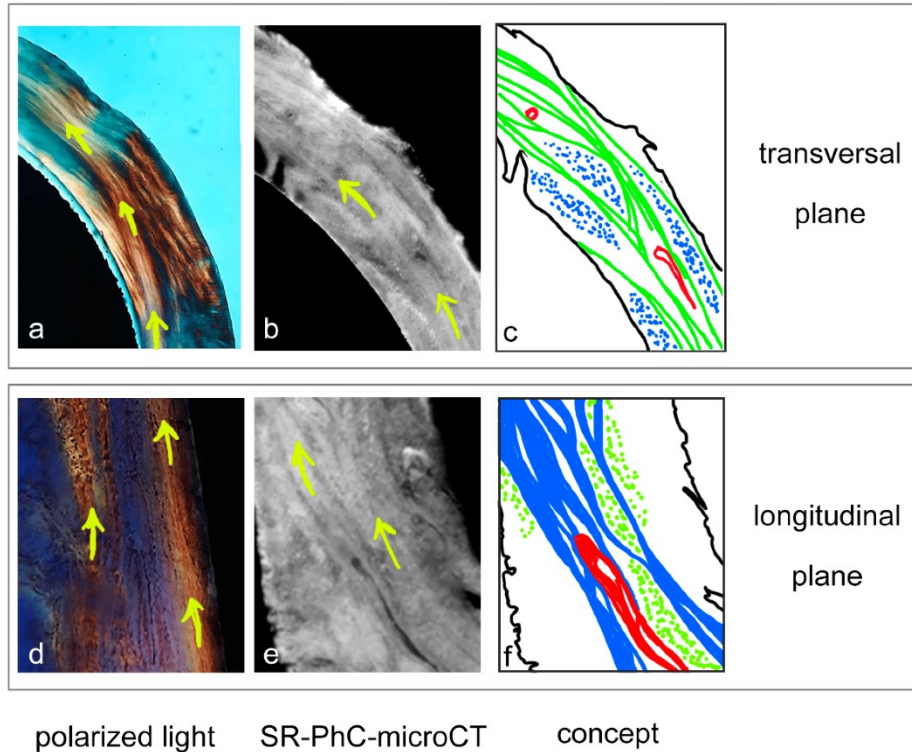 a
b
c
transversal
plane
d
e
f
longitudinal
plane
polarized light
SR-PhC-microCT
concept